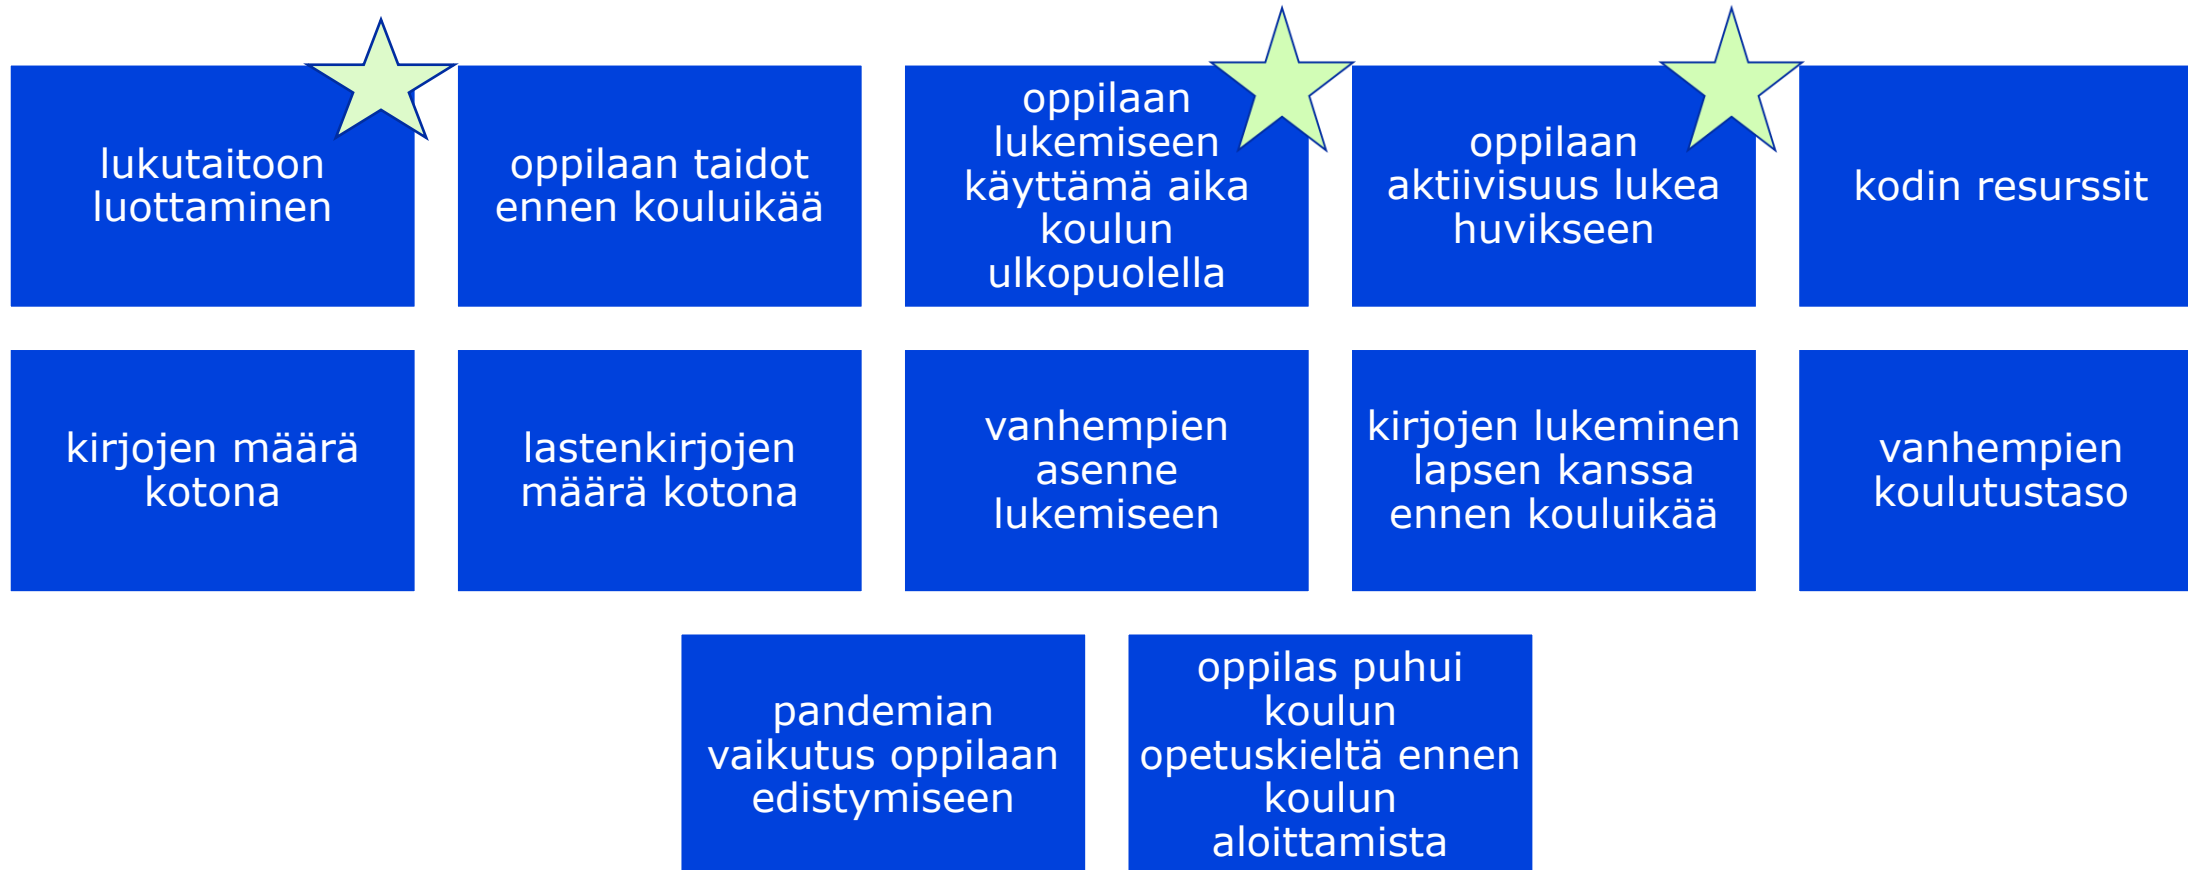 lukutaitoon
luottaminen
oppilaan taidot
ennen kouluikää
oppilaan
lukemiseen
käyttämä aika
koulun
ulkopuolella
oppilaan
aktiivisuus lukea
huvikseen
kodin resurssit
kirjojen määrä
kotona
lastenkirjojen
määrä kotona
vanhempien
asenne
lukemiseen
kirjojen lukeminen
lapsen kanssa
ennen kouluikää
vanhempien
koulutustaso
pandemian
vaikutus oppilaan
edistymiseen
oppilas puhui
koulun
opetuskieltä ennen
koulun
aloittamista